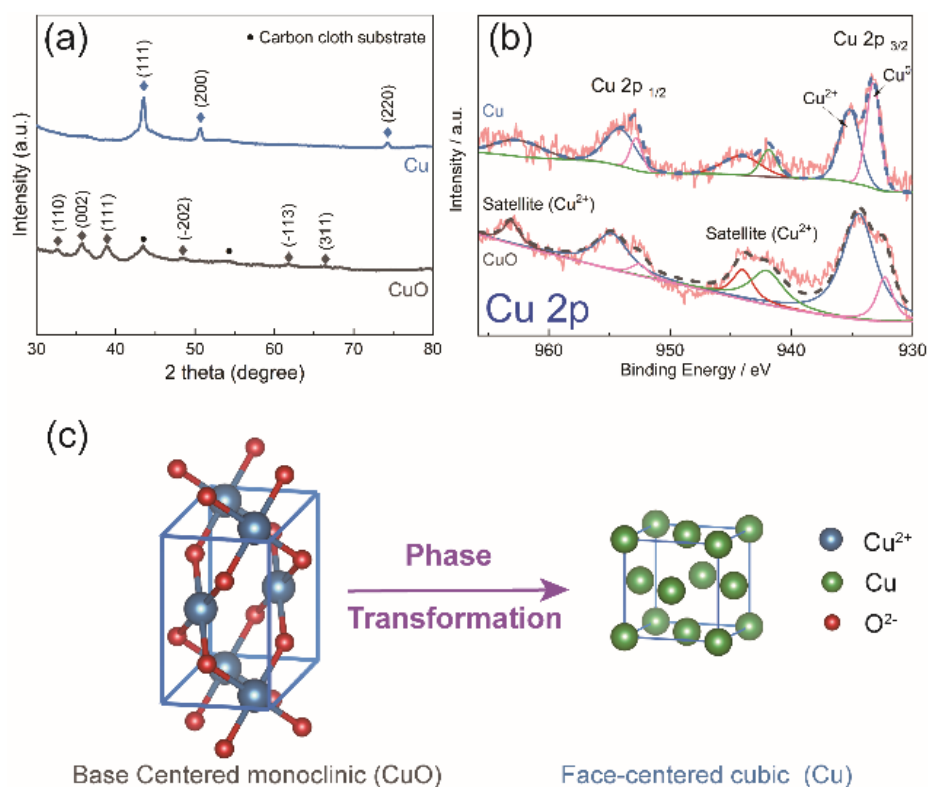 (a)
• Carbon cloth substrate
(111)
(200)
(220)
Cu
(110)
(002)
(111)
(-202)
(-113)
(311)
CuO
Intensity (a.u.)
30 40 50 60 70 80
2 theta (degree)
(b)
Cu 2p 3/2
Cu 2p 1/2
Cu
Cu²⁺
Satellite (Cu²⁺)
Satellite (Cu²⁺)
CuO
Cu 2p
Intensity / a.u.
960 950 940 930
Binding Energy / eV
(c)
Phase
Transformation
Cu²⁺
Cu
O²⁻
Base Centered monoclinic (CuO)
Face-centered cubic (Cu)